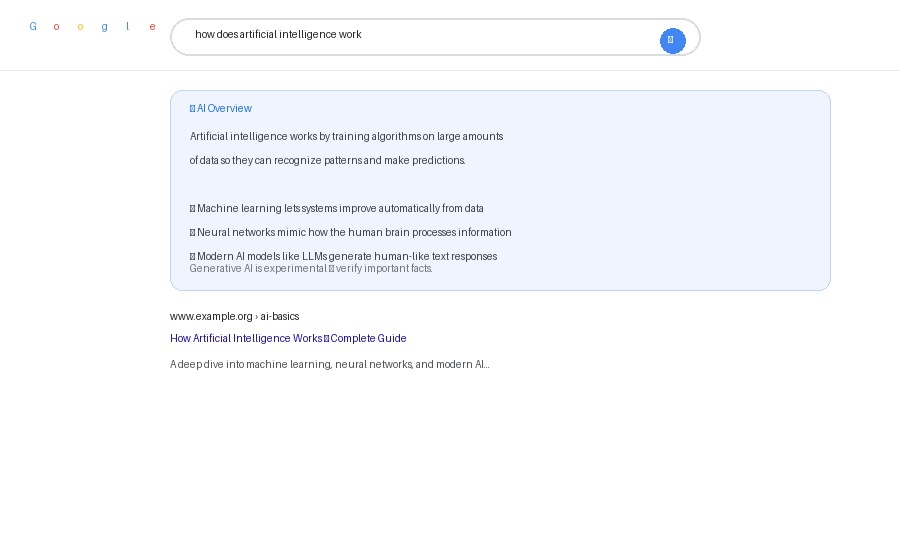 Google
how does artificial intelligence work
AI Overview
Artificial intelligence works by training algorithms on large amounts
of data so they can recognize patterns and make predictions.
Machine learning lets systems improve automatically from data
Neural networks mimic how the human brain processes information
Modern AI models like LLMs generate human-like text responses
Generative AI is experimental verify important facts.
www.example.org › ai-basics
How Artificial Intelligence Works Complete Guide
A deep dive into machine learning, neural networks, and modern AI...